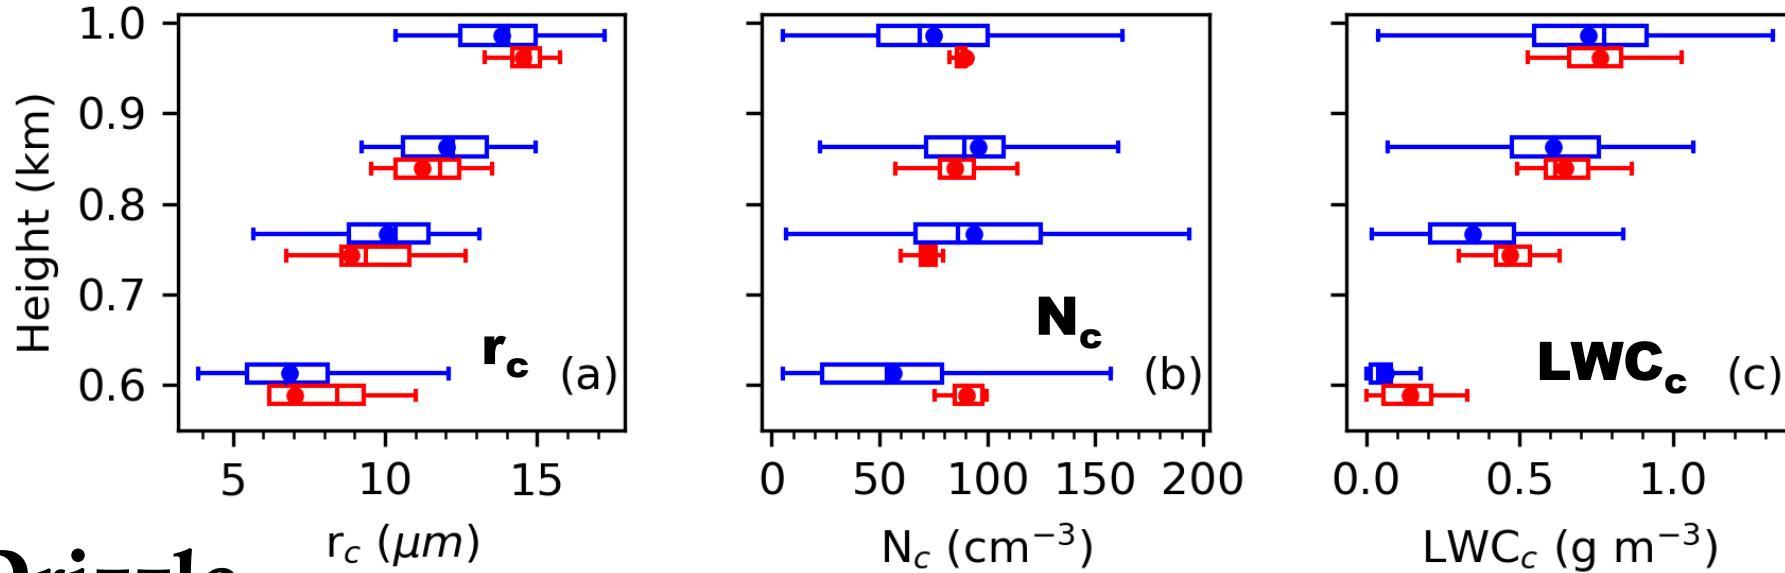 Height (km)
1.0
0.9
0.8
0.7
0.6
r_c (a)
5 10 15
r_c (μm)
N_c (b)
0 50 100 150 200
N_c (cm⁻³)
LWC_c (c)
0.0 0.5 1.0
LWC_c (g m⁻³)
Drizzle